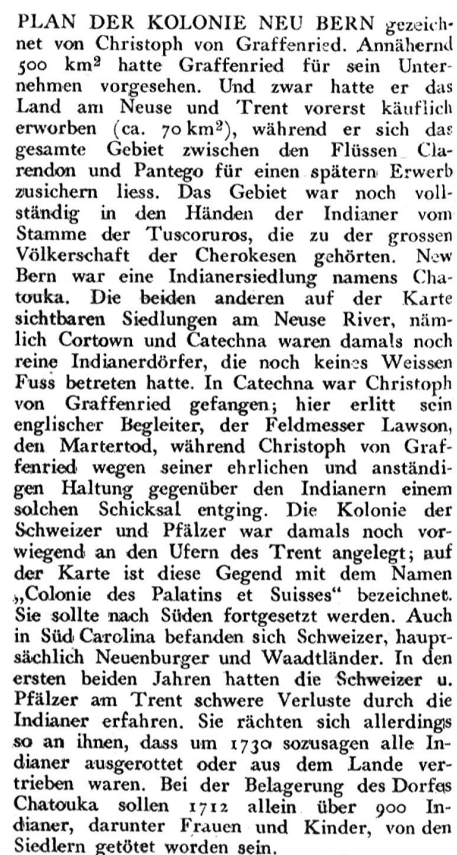 PLAN DER KOLONIE NEU BERN gezeich-
net von Christoph von Graffenried. Annähernd
500 km² hatte Graffenried für sein Unter-
nehmen vorgesehen. Und zwar hatte er das
Land am Neuse und Trent vorerst käuflich
erworben (ca. 70 km²), während er sich das
gesamte Gebiet zwischen den Flüssen Cla-
rendon und Pantego für einen spätern Erwerb
zusichern liess. Das Gebiet war noch voll-
ständig in den Händen der Indianer vom
Stamme der Tuscoruros, die zu der grossen
Völkerschaft der Cherokesen gehörten. New
Bern war eine Indianersiedlung namens Cha-
touka. Die beiden anderen auf der Karte
sichtbaren Siedlungen am Neuse River, näm-
lich Cortown und Catechna waren damals noch
reine Indianerdörfer, die noch keines Weissen
Fuss betreten hatte. In Catechna war Christoph
von Graffenried gefangen; hier erlitt sein
englischer Begleiter, der Feldmesser Lawson,
den Martertod, während Christoph von Graf-
fenried wegen seiner ehrlichen und anständi-
gen Haltung gegenüber den Indianern einem
solchen Schicksal entging. Die Kolonie der
Schweizer und Pfälzer war damals noch vor-
wiegend an den Ufern des Trent angelegt; auf
der Karte ist diese Gegend mit dem Namen
„Colonie des Palatins et Suisses“ bezeichnet.
Sie sollte nach Süden fortgesetzt werden. Auch
in Süd Carolina befanden sich Schweizer, haupt-
sächlich Neuenburger und Waadtländer. In den
ersten beiden Jahren hatten die Schweizer u.
Pfälzer am Trent schwere Verluste durch die
Indianer erfahren. Sie rächten sich allerdings
so an ihnen, dass um 1730 sozusagen alle In-
dianer ausgerottet oder aus dem Lande ver-
trieben waren. Bei der Belagerung des Dorfes
Chatouka sollen 1712 allein über 900 In-
dianer, darunter Frauen und Kinder, von den
Siedlern getötet worden sein.